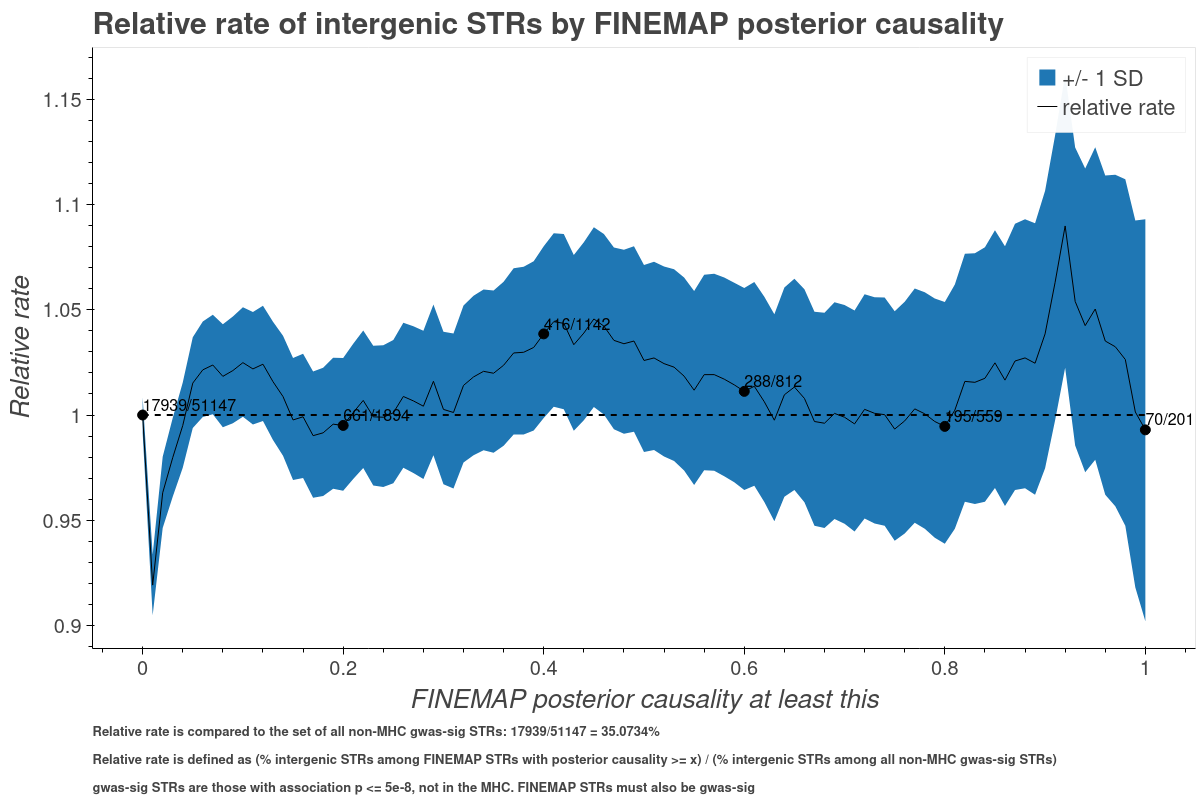 Relative rate of intergenic STRs by FINEMAP posterior causality
+/- 1 SD
relative rate
1.15
1.1
1.05
1
0.95
0.9
Relative rate
17939/51147
661/1894
416/1142
288/812
195/559
70/201
0
0.2
0.4
0.6
0.8
1
FINEMAP posterior causality at least this
Relative rate is compared to the set of all non-MHC gwas-sig STRs: 17939/51147 = 35.0734%
Relative rate is defined as (% intergenic STRs among FINEMAP STRs with posterior causality >= x) / (% intergenic STRs among all non-MHC gwas-sig STRs)
gwas-sig STRs are those with association p <= 5e-8, not in the MHC. FINEMAP STRs must also be gwas-sig